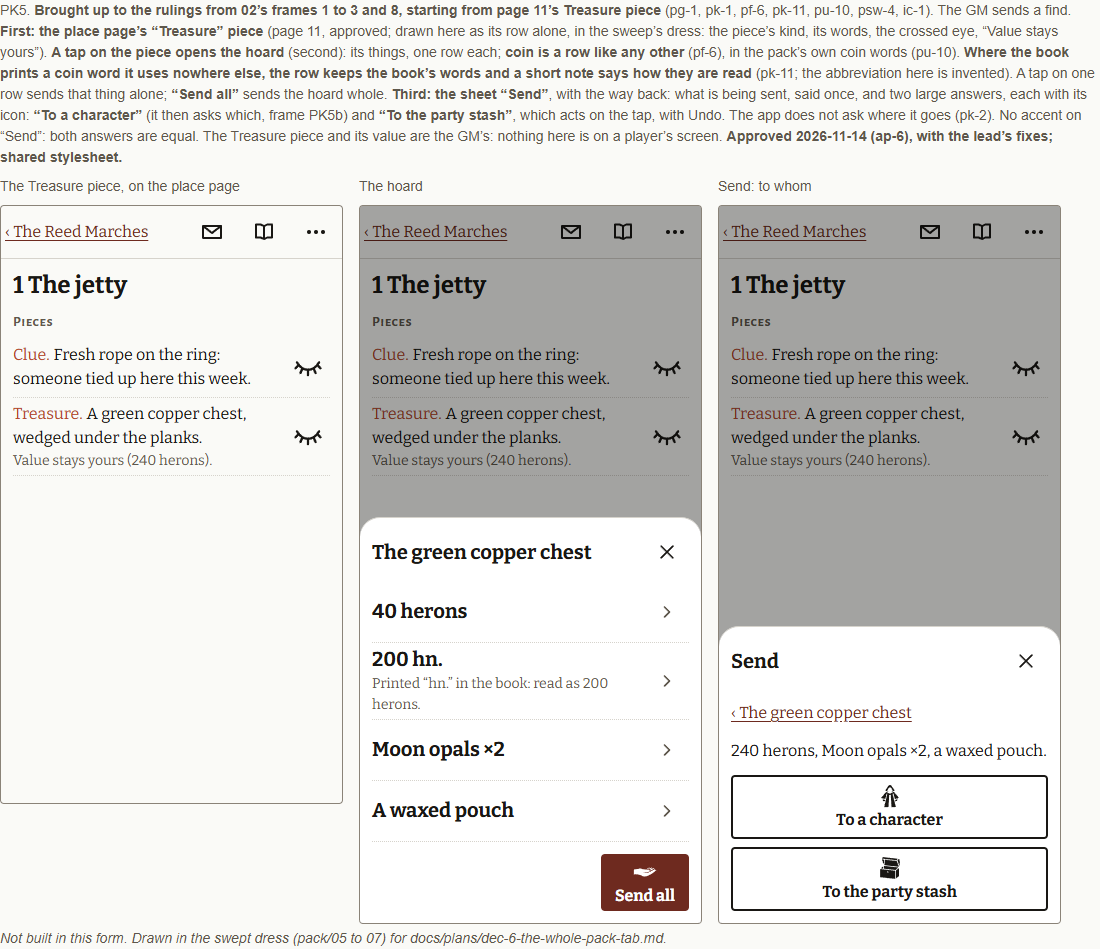 PK5. Brought up to the rulings from 02’s frames 1 to 3 and 8, starting from page 11’s Treasure piece (pg-1, pk-1, pf-6, pk-11, pu-10, psw-4, ic-1). The GM sends a find.
First: the place page’s “Treasure” piece (page 11, approved; drawn here as its row alone, in the sweep’s dress: the piece’s kind, its words, the crossed eye, “Value stays
yours”). A tap on the piece opens the hoard (second): its things, one row each; coin is a row like any other (pf-6), in the pack’s own coin words (pu-10). Where the book
prints a coin word it uses nowhere else, the row keeps the book’s words and a short note says how they are read (pk-11; the abbreviation here is invented). A tap on one
row sends that thing alone; “Send all” sends the hoard whole. Third: the sheet “Send”, with the way back: what is being sent, said once, and two large answers, each with its
icon: “To a character” (it then asks which, frame PK5b) and “To the party stash”, which acts on the tap, with Undo. The app does not ask where it goes (pk-2). No accent on
“Send”: both answers are equal. The Treasure piece and its value are the GM’s: nothing here is on a player’s screen. Approved 2026-11-14 (ap-6), with the lead’s fixes;
shared stylesheet.
The Treasure piece, on the place page
‹ The Reed Marches
1 The jetty
PIECES
Clue. Fresh rope on the ring:
someone tied up here this week.
Treasure. A green copper chest,
wedged under the planks.
Value stays yours (240 herons).
The hoard
‹ The Reed Marches
1 The jetty
PIECES
Clue. Fresh rope on the ring:
someone tied up here this week.
Treasure. A green copper chest,
wedged under the planks.
Value stays yours (240 herons).
The green copper chest
40 herons
200 hn.
Printed “hn.” in the book: read as 200
herons.
Moon opals ×2
A waxed pouch
Send all
Send: to whom
‹ The Reed Marches
1 The jetty
PIECES
Clue. Fresh rope on the ring:
someone tied up here this week.
Treasure. A green copper chest,
wedged under the planks.
Value stays yours (240 herons).
Send
‹ The green copper chest
240 herons, Moon opals ×2, a waxed pouch.
To a character
To the party stash
Not built in this form. Drawn in the swept dress (pack/05 to 07) for docs/plans/dec-6-the-whole-pack-tab.md.